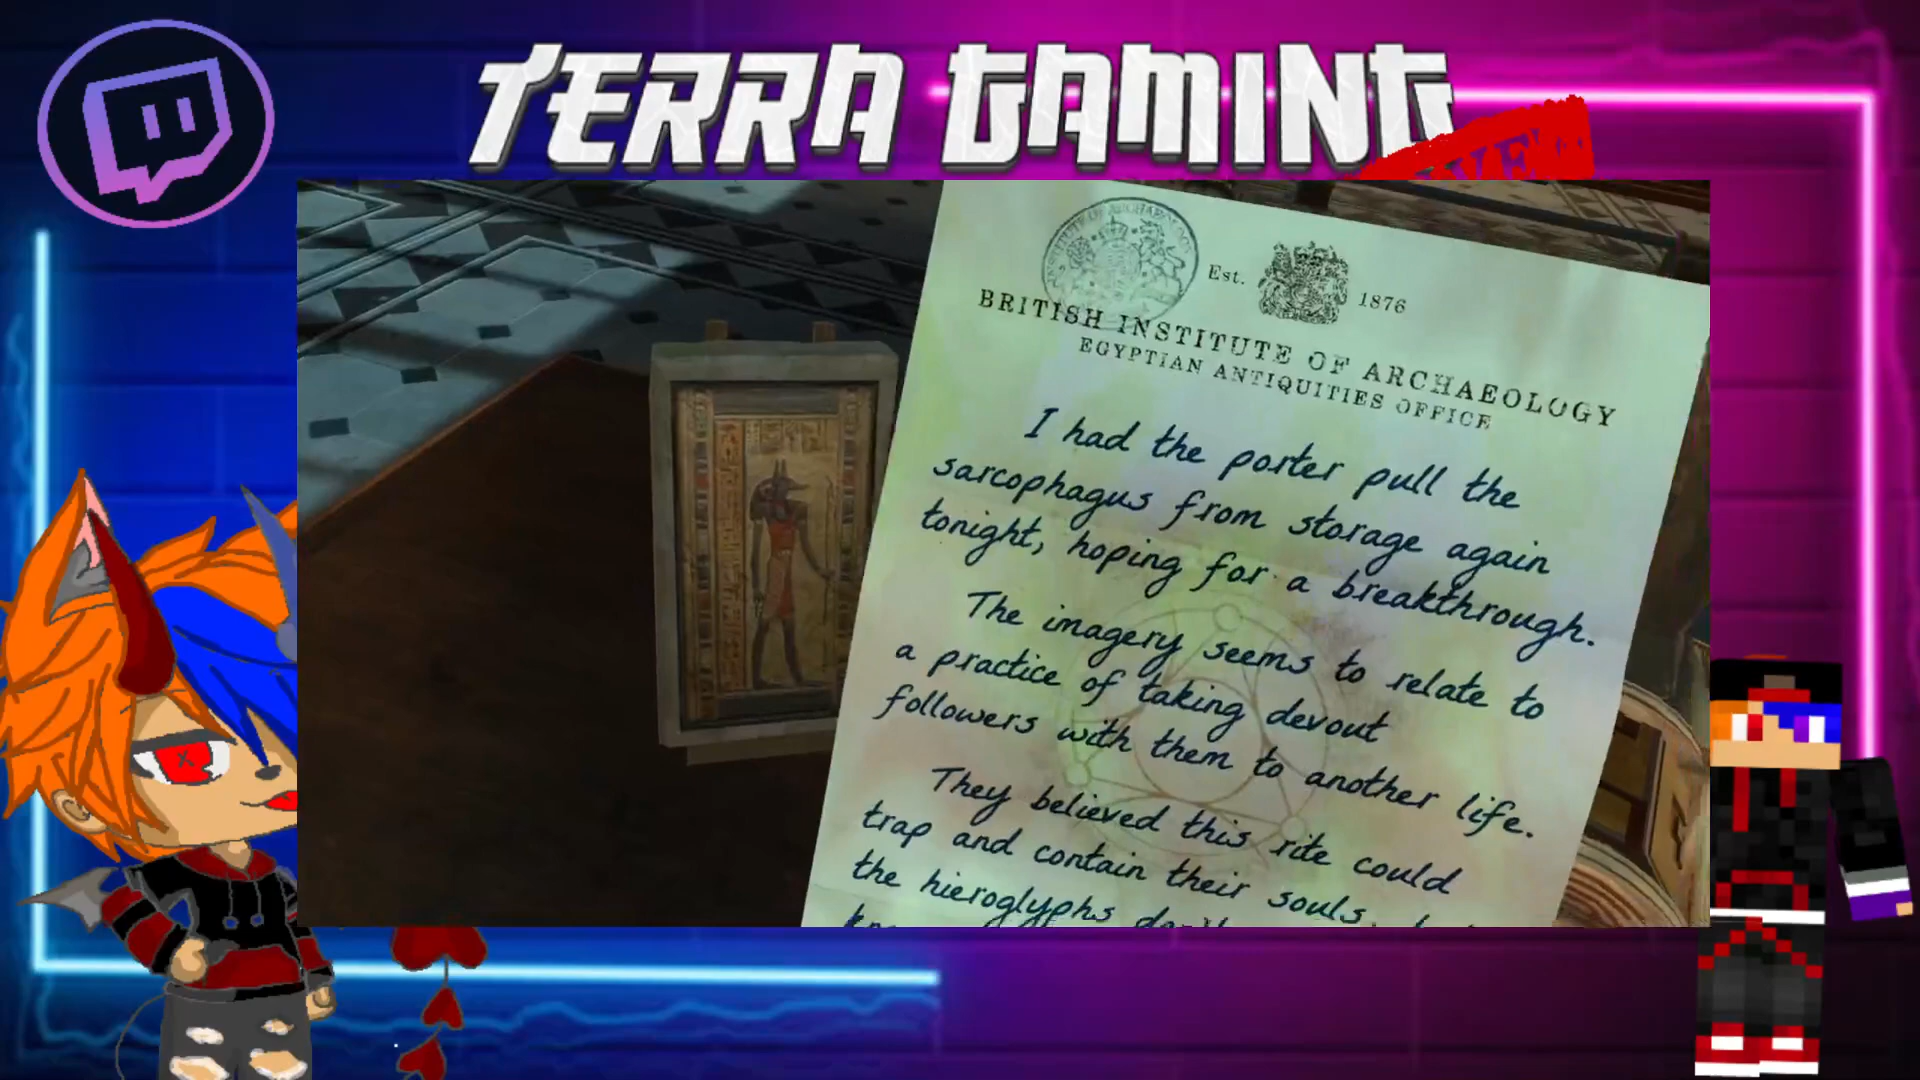 TERRA GAMING
Est. 1876
BRITISH INSTITUTE OF ARCHAEOLOGY
EGYPTIAN ANTIQUITIES OFFICE
I had the porter pull the
sarcophagus from storage again
tonight, hoping for a breakthrough.
The imagery seems to relate to
a practice of taking devout
followers with them to another life.
They believed this rite could
trap and contain their souls,
the hieroglyphs